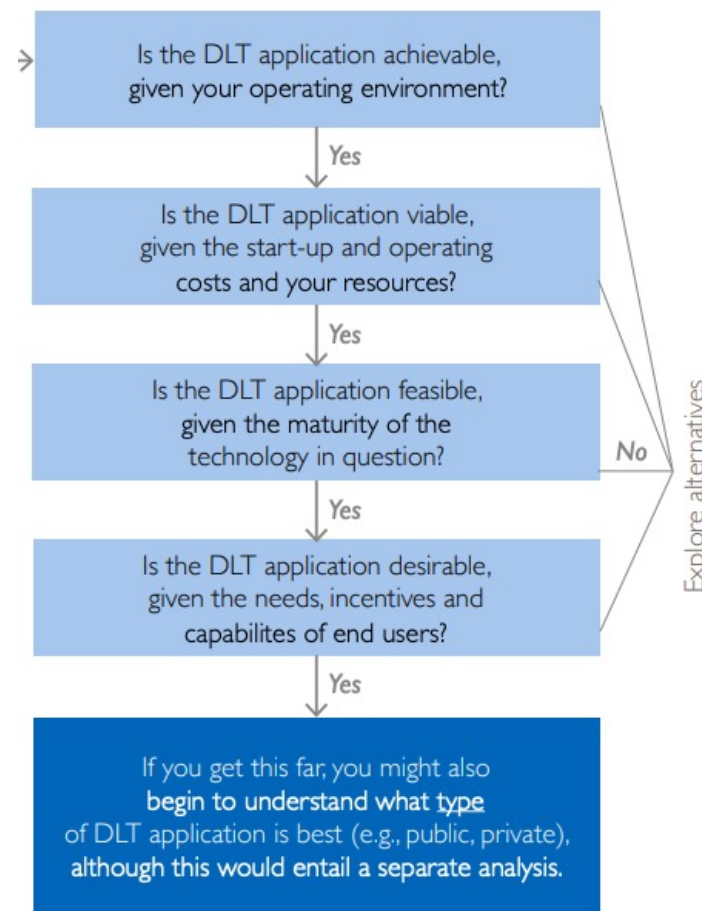 Is the DLT application achievable,
given your operating environment?
Yes
Is the DLT application viable,
given the start-up and operating
costs and your resources?
Yes
Is the DLT application feasible,
given the maturity of the
technology in question?
No
Explore alternatives
Yes
Is the DLT application desirable,
given the needs, incentives and
capabilites of end users?
Yes
If you get this far, you might also
begin to understand what type
of DLT application is best (e.g., public, private),
although this would entail a separate analysis.